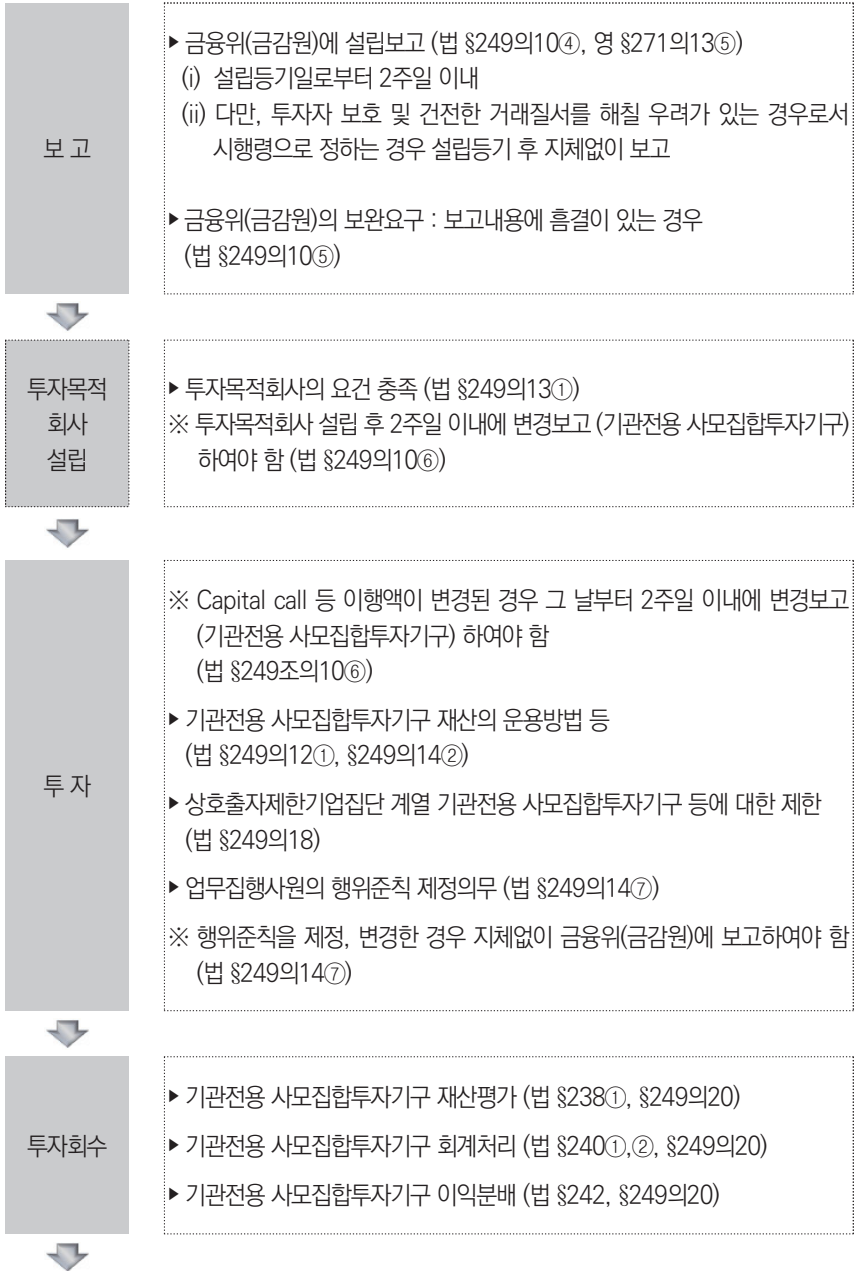 보 고
▶ 금융위(금감원)에 설립보고 (법 §249의10④, 영 §271의13⑤)
(i) 설립등기일로부터 2주일 이내
(ii) 다만, 투자자 보호 및 건전한 거래질서를 해칠 우려가 있는 경우로서
시행령으로 정하는 경우 설립등기 후 지체없이 보고
▶ 금융위(금감원)의 보완요구 : 보고내용에 흠결이 있는 경우
(법 §249의10⑤)
투자목적
회사
설립
▶ 투자목적회사의 요건 충족 (법 §249의13①)
※ 투자목적회사 설립 후 2주일 이내에 변경보고 (기관전용 사모집합투자기구)
하여야 함 (법 §249의10⑥)
투 자
※ Capital call 등 이행액이 변경된 경우 그 날부터 2주일 이내에 변경보고
(기관전용 사모집합투자기구) 하여야 함
(법 §249조의10⑥)
▶ 기관전용 사모집합투자기구 재산의 운용방법 등
(법 §249의12①, §249의14②)
▶ 상호출자제한기업집단 계열 기관전용 사모집합투자기구 등에 대한 제한
(법 §249의18)
▶ 업무집행사원의 행위준칙 제정의무 (법 §249의14⑦)
※ 행위준칙을 제정, 변경한 경우 지체없이 금융위(금감원)에 보고하여야 함
(법 §249의14⑦)
투자회수
▶ 기관전용 사모집합투자기구 재산평가 (법 §238①, §249의20)
▶ 기관전용 사모집합투자기구 회계처리 (법 §240①,②, §249의20)
▶ 기관전용 사모집합투자기구 이익분배 (법 §242, §249의20)